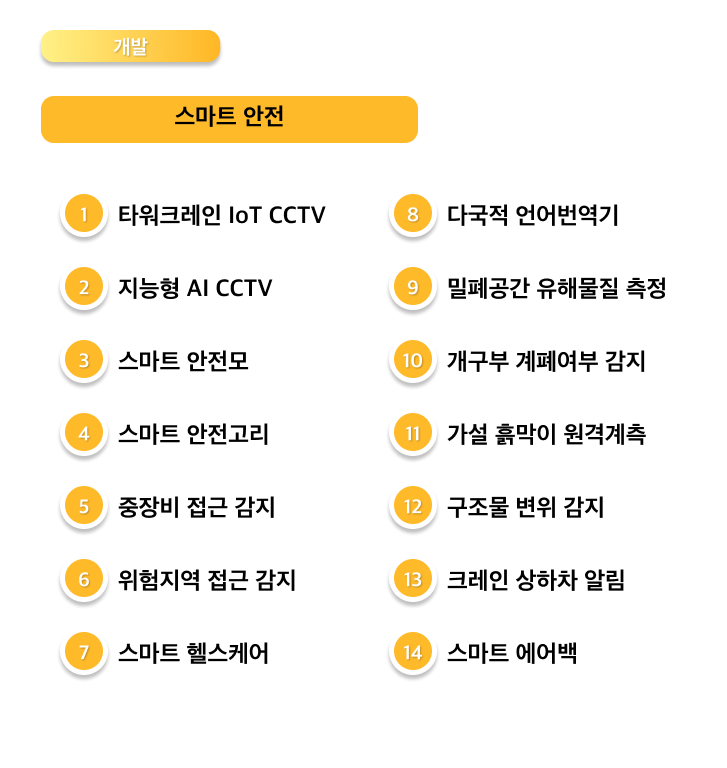 개발
스마트 안전
1 타워크레인 IoT CCTV
2 지능형 AI CCTV
3 스마트 안전모
4 스마트 안전고리
5 중장비 접근 감지
6 위험지역 접근 감지
7 스마트 헬스케어
8 다국적 언어번역기
9 밀폐공간 유해물질 측정
10 개구부 계폐여부 감지
11 가설 흙막이 원격계측
12 구조물 변위 감지
13 크레인 상하차 알림
14 스마트 에어백